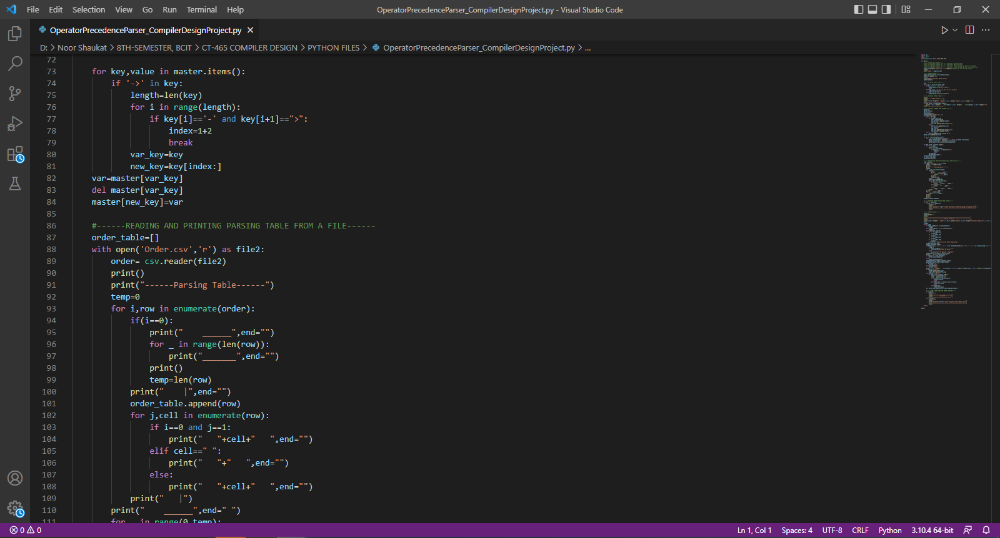 File Edit Selection View Go Run Terminal Help OperatorPrecedenceParser_CompilerDesignProject.py - Visual Studio Code
OperatorPrecedenceParser_CompilerDesignProject.py
D: > Noor Shaukat > 8TH-SEMESTER, BCIT > CT-465 COMPILER DESIGN > PYTHON FILES > OperatorPrecedenceParser_CompilerDesignProject.py > ...
72
73 for key,value in master.items():
74 if '->' in key:
75 length=len(key)
76 for i in range(length):
77 if key[i]=='-' and key[i+1]==">":
78 index=1+2
79 break
80 var_key=key
81 new_key=key[index:]
82 var=master[var_key]
83 del master[var_key]
84 master[new_key]=var
85
86 #------READING AND PRINTING PARSING TABLE FROM A FILE------
87 order_table=[]
88 with open('Order.csv','r') as file2:
89 order= csv.reader(file2)
90 print()
91 print("------Parsing Table------")
92 temp=0
93 for i,row in enumerate(order):
94 if(i==0):
95 print("    ______",end="")
96 for _ in range(len(row)):
97 print("_______",end="")
98 print()
99 temp=len(row)
100 print("    |",end="")
101 order_table.append(row)
102 for j,cell in enumerate(row):
103 if i==0 and j==1:
104 print("   "+cell+"   ",end="")
105 elif cell==" ":
106 print("   "+"   ",end="")
107 else:
108 print("   "+cell+"   ",end="")
109 print("   |")
110 print("    ______",end=" ")
111 for _ in range(0,temp):
0 0 Ln 1, Col 1 Spaces: 4 UTF-8 CRLF Python 3.10.4 64-bit